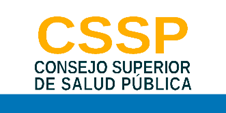 CSSP
CONSEJO SUPERIOR
DE SALUD PÚBLICA